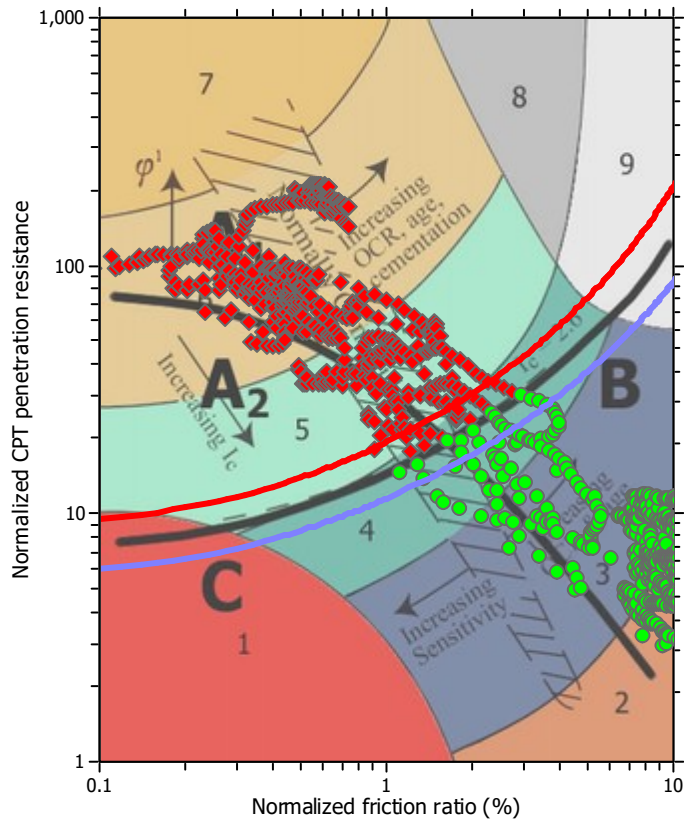 1,000
100
10
1
0.1
1
10
Normalized CPT penetration resistance
Normalized friction ratio (%)
7
8
9
φ¹
Increasing
OCR, age,
cementation
A₂
5
Increasing Ic
B
4
3
C
1
Increasing
Sensitivity
2